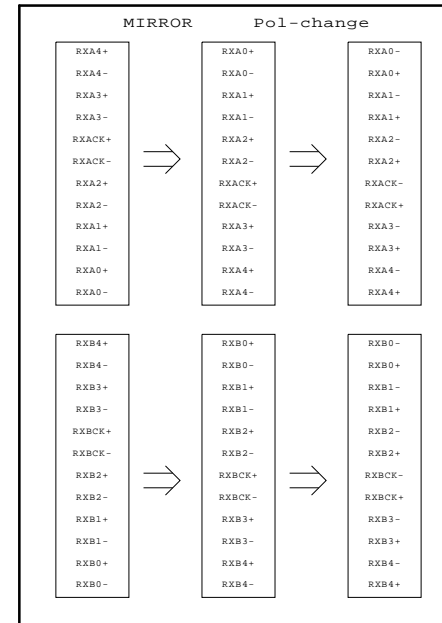 MIRROR Pol-change
RXA4+ RXA0+ RXA0-
RXA4- RXA0- RXA0+
RXA3+ RXA1+ RXA1-
RXA3- RXA1- RXA1+
RXACK+ RXA2+ RXA2-
RXACK- RXA2- RXA2+
RXA2+ RXACK+ RXACK-
RXA2- RXACK- RXACK+
RXA1+ RXA3+ RXA3-
RXA1- RXA3- RXA3+
RXA0+ RXA4+ RXA4-
RXA0- RXA4- RXA4+
RXB4+ RXB0+ RXB0-
RXB4- RXB0- RXB0+
RXB3+ RXB1+ RXB1-
RXB3- RXB1- RXB1+
RXBCK+ RXB2+ RXB2-
RXBCK- RXB2- RXB2+
RXB2+ RXBCK+ RXBCK-
RXB2- RXBCK- RXBCK+
RXB1+ RXB3+ RXB3-
RXB1- RXB3- RXB3+
RXB0+ RXB4+ RXB4-
RXB0- RXB4- RXB4+